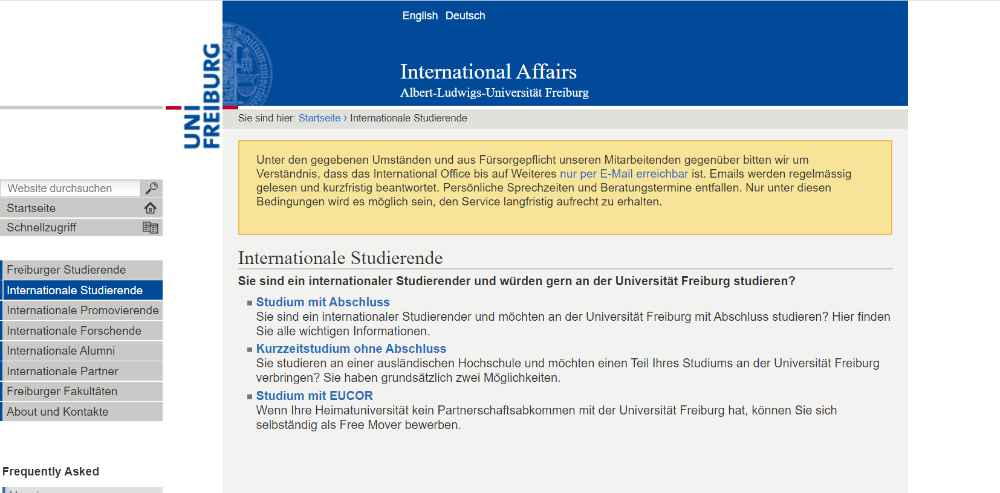 English Deutsch
International Affairs
Albert-Ludwigs-Universität Freiburg
UNI
FREIBURG
Sie sind hier: Startseite › Internationale Studierende
Website durchsuchen
Startseite
Schnellzugriff
Freiburger Studierende
Internationale Studierende
Internationale Promovierende
Internationale Forschende
Internationale Alumni
Internationale Partner
Freiburger Fakultäten
About und Kontakte
Frequently Asked
Unter den gegebenen Umständen und aus Fürsorgepflicht unseren Mitarbeitenden gegenüber bitten wir um
Verständnis, dass das International Office bis auf Weiteres nur per E-Mail erreichbar ist. Emails werden regelmässig
gelesen und kurzfristig beantwortet. Persönliche Sprechzeiten und Beratungstermine entfallen. Nur unter diesen
Bedingungen wird es möglich sein, den Service langfristig aufrecht zu erhalten.
Internationale Studierende
Sie sind ein internationaler Studierender und würden gern an der Universität Freiburg studieren?
Studium mit Abschluss
Sie sind ein internationaler Studierender und möchten an der Universität Freiburg mit Abschluss studieren? Hier finden
Sie alle wichtigen Informationen.
Kurzzeitstudium ohne Abschluss
Sie studieren an einer ausländischen Hochschule und möchten einen Teil Ihres Studiums an der Universität Freiburg
verbringen? Sie haben grundsätzlich zwei Möglichkeiten.
Studium mit EUCOR
Wenn Ihre Heimatuniversität kein Partnerschaftsabkommen mit der Universität Freiburg hat, können Sie sich
selbständig als Free Mover bewerben.